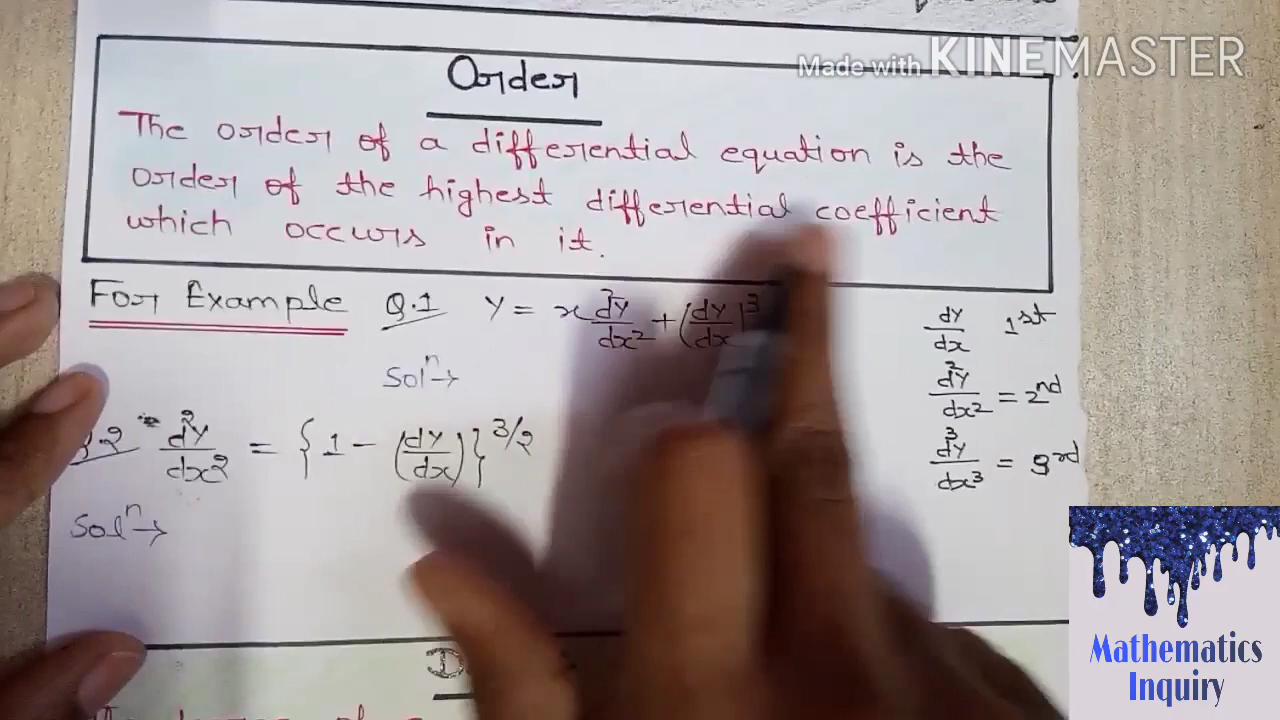 Made with KINEMASTER
Order
The order of a differential equation is the
order of the highest differential coefficient
which occurs in it.
For Example Q.1 Y = x d²y/dx² + (dy/dx)³
Solⁿ→
.2 d²y/dx2 = {1 - (dy/dx)}^3/2
Solⁿ→
dy/dx 1st
d²y/dx2 = 2nd
d³y/dx3 = 3rd
Mathematics
Inquiry